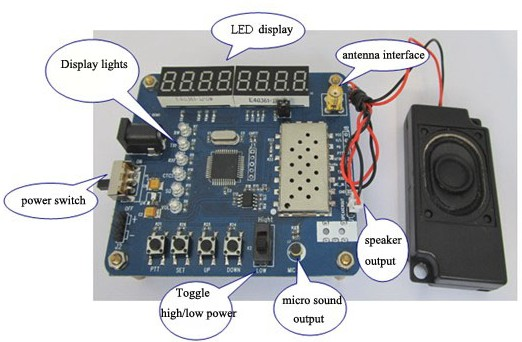 LED display
antenna interface
Display lights
power switch
OFF
Hight
PTT
SET
UP
DOWN
LOW
MIC
speaker
output
Toggle
high/low power
micro sound
output